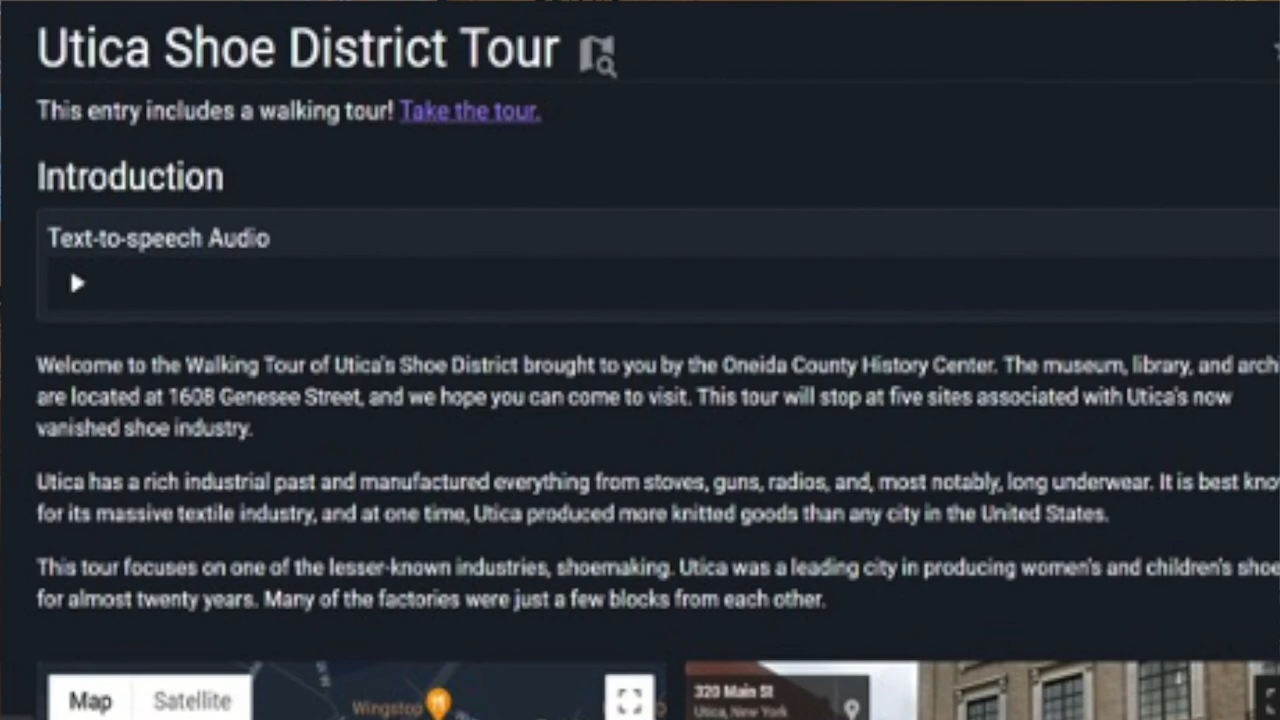 Utica Shoe District Tour
This entry includes a walking tour! Take the tour.
Introduction
Text-to-speech Audio
Welcome to the Walking Tour of Utica's Shoe District brought to you by the Oneida County History Center. The museum, library, and arch
are located at 1608 Genesee Street, and we hope you can come to visit. This tour will stop at five sites associated with Utica's now
vanished shoe industry.
Utica has a rich industrial past and manufactured everything from stoves, guns, radios, and, most notably, long underwear. It is best kno
for its massive textile industry, and at one time, Utica produced more knitted goods than any city in the United States.
This tour focuses on one of the lesser-known industries, shoemaking. Utica was a leading city in producing women's and children's shoe
for almost twenty years. Many of the factories were just a few blocks from each other.
Map Satellite
Wingstop
320 Main St
Utica, New York